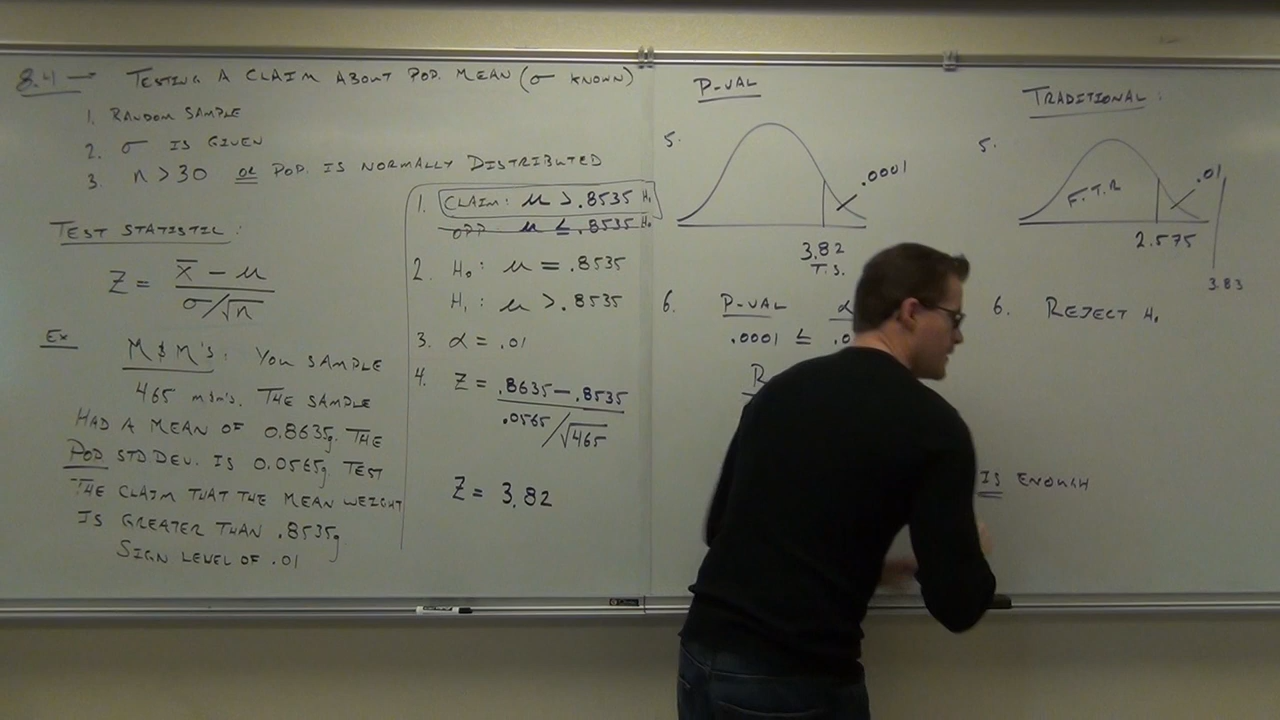 8.4 → TESTING A CLAIM ABOUT POP. MEAN (σ KNOWN)
1. RANDOM SAMPLE
2. σ IS GIVEN
3. n > 30 OR POP. IS NORMALLY DISTRIBUTED
TEST STATISTIC:
Z = x̄ − μ / σ/√n
EX M&M'S: YOU SAMPLE
465 M&M'S. THE SAMPLE
HAD A MEAN OF 0.8635g. THE
POP STD DEV. IS 0.0565g TEST
THE CLAIM THAT THE MEAN WEIGHT
IS GREATER THAN .8535g
SIGN LEVEL OF .01
1. CLAIM: μ > .8535 H₁
OPP μ ≤ .8535 H₀
2. H₀: μ = .8535
H₁: μ > .8535
3. α = .01
4. Z = .8635 − .8535 / .0565/√465
Z = 3.82
P-VAL
5.
.0001
3.82
T.S.
6. P-VAL α
.0001 ≤ .0
R
IS ENOUGH
TRADITIONAL:
5.
F.T.R
.01
2.575
3.83
6. REJECT H₀